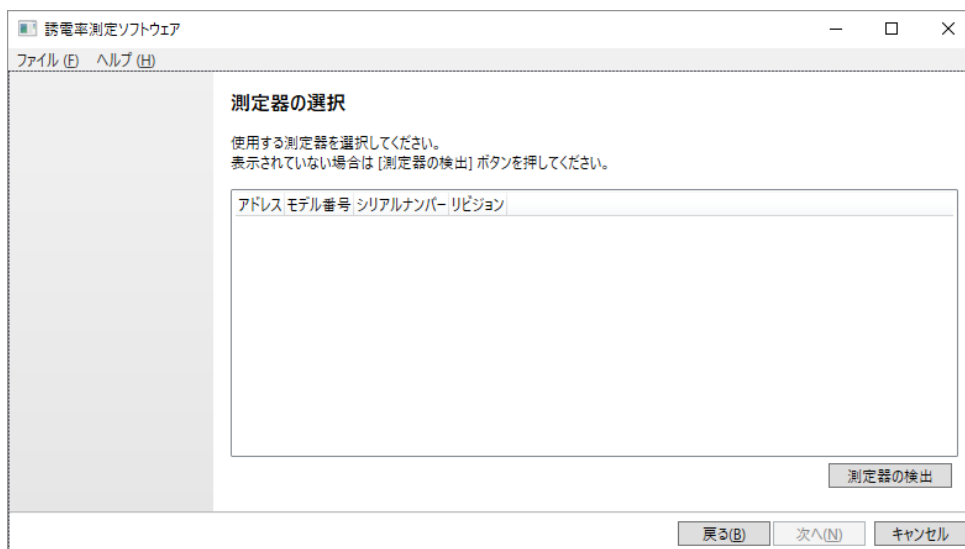 誘電率測定ソフトウェア
ファイル (F) ヘルプ (H)
測定器の選択
使用する測定器を選択してください。
表示されていない場合は [測定器の検出] ボタンを押してください。
アドレス モデル番号 シリアルナンバー リビジョン
測定器の検出
戻る(B) 次へ(N) キャンセル